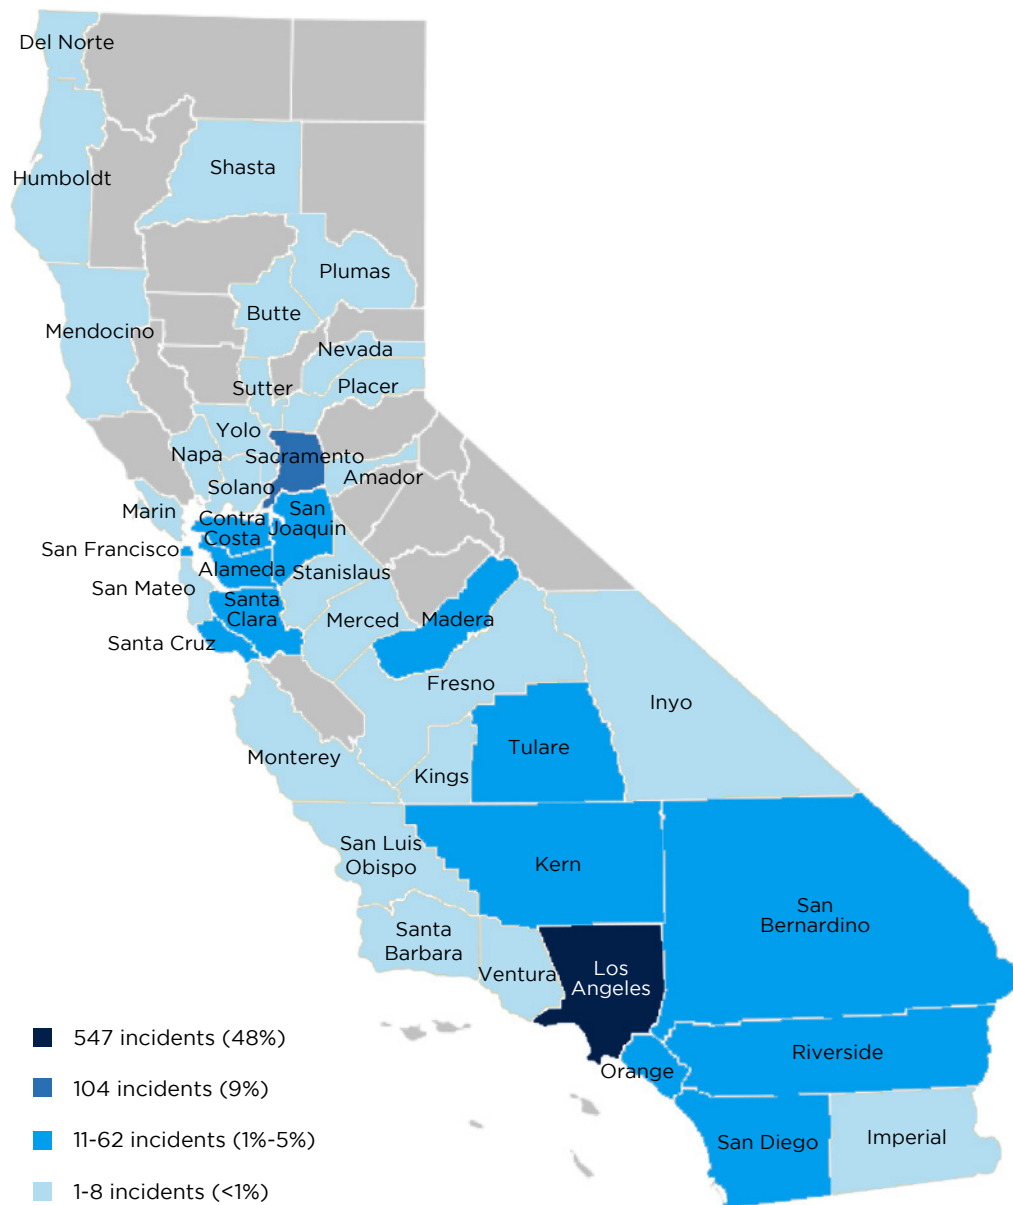 Del Norte
Shasta
Humboldt
Plumas
Butte
Mendocino
Nevada
Placer
Sutter
Yolo
Napa
Sacramento
Amador
Solano
Marin
San
Joaquin
Contra
Costa
San Francisco
Alameda
Stanislaus
San Mateo
Santa
Clara
Merced
Madera
Santa Cruz
Fresno
Inyo
Monterey
Kings
Tulare
San Luis
Obispo
Kern
San
Bernardino
Santa
Barbara
Ventura
Los
Angeles
Orange
Riverside
San Diego
Imperial
547 incidents (48%)
104 incidents (9%)
11-62 incidents (1%-5%)
1-8 incidents (<1%)